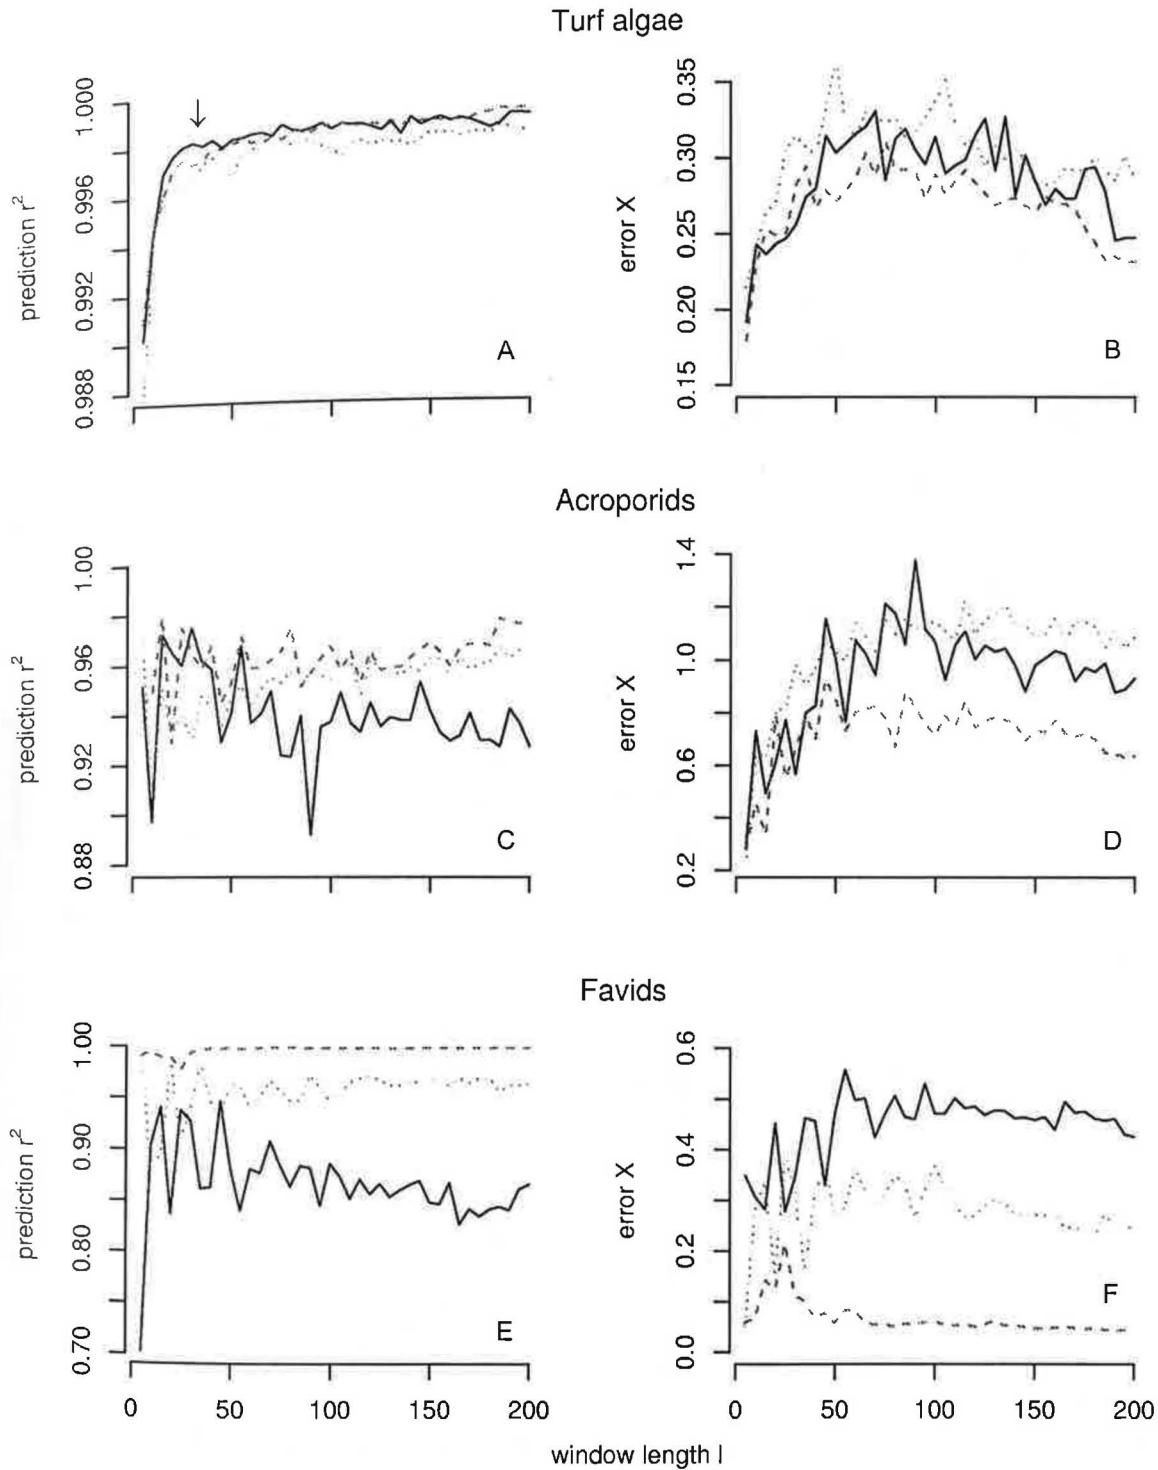 Turf algae
prediction r²
0.988 0.992 0.996 1.000
A
error X
0.15 0.20 0.25 0.30 0.35
B
Acroporids
prediction r²
0.88 0.92 0.96 1.00
C
error X
0.2 0.6 1.0 1.4
D
Favids
prediction r²
0.70 0.80 0.90 1.00
E
error X
0.0 0.2 0.4 0.6
F
0 50 100 150 200
0 50 100 150 200
window length l